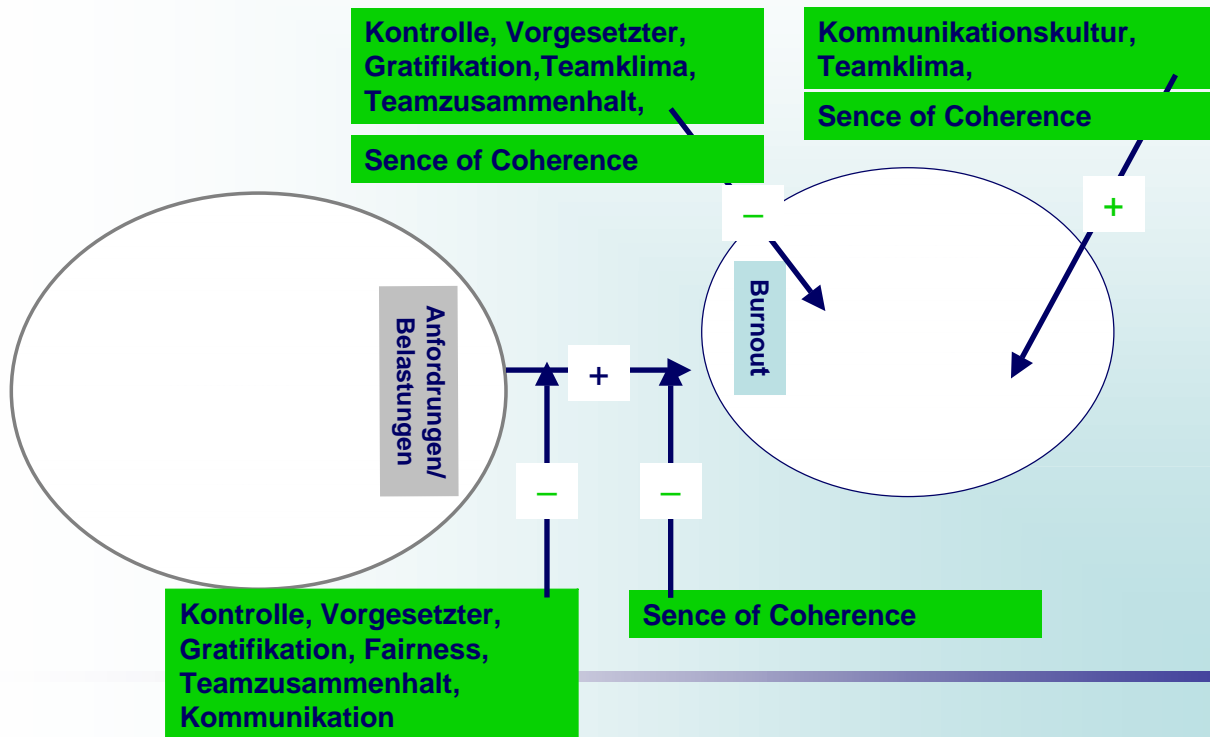 Kontrolle, Vorgesetzter,
Gratifikation,Teamklima,
Teamzusammenhalt,
Sence of Coherence
Kommunikationskultur,
Teamklima,
Sence of Coherence
–
+
Anfordrungen/
Belastungen
+
Burnout
–
–
Kontrolle, Vorgesetzter,
Gratifikation, Fairness,
Teamzusammenhalt,
Kommunikation
Sence of Coherence